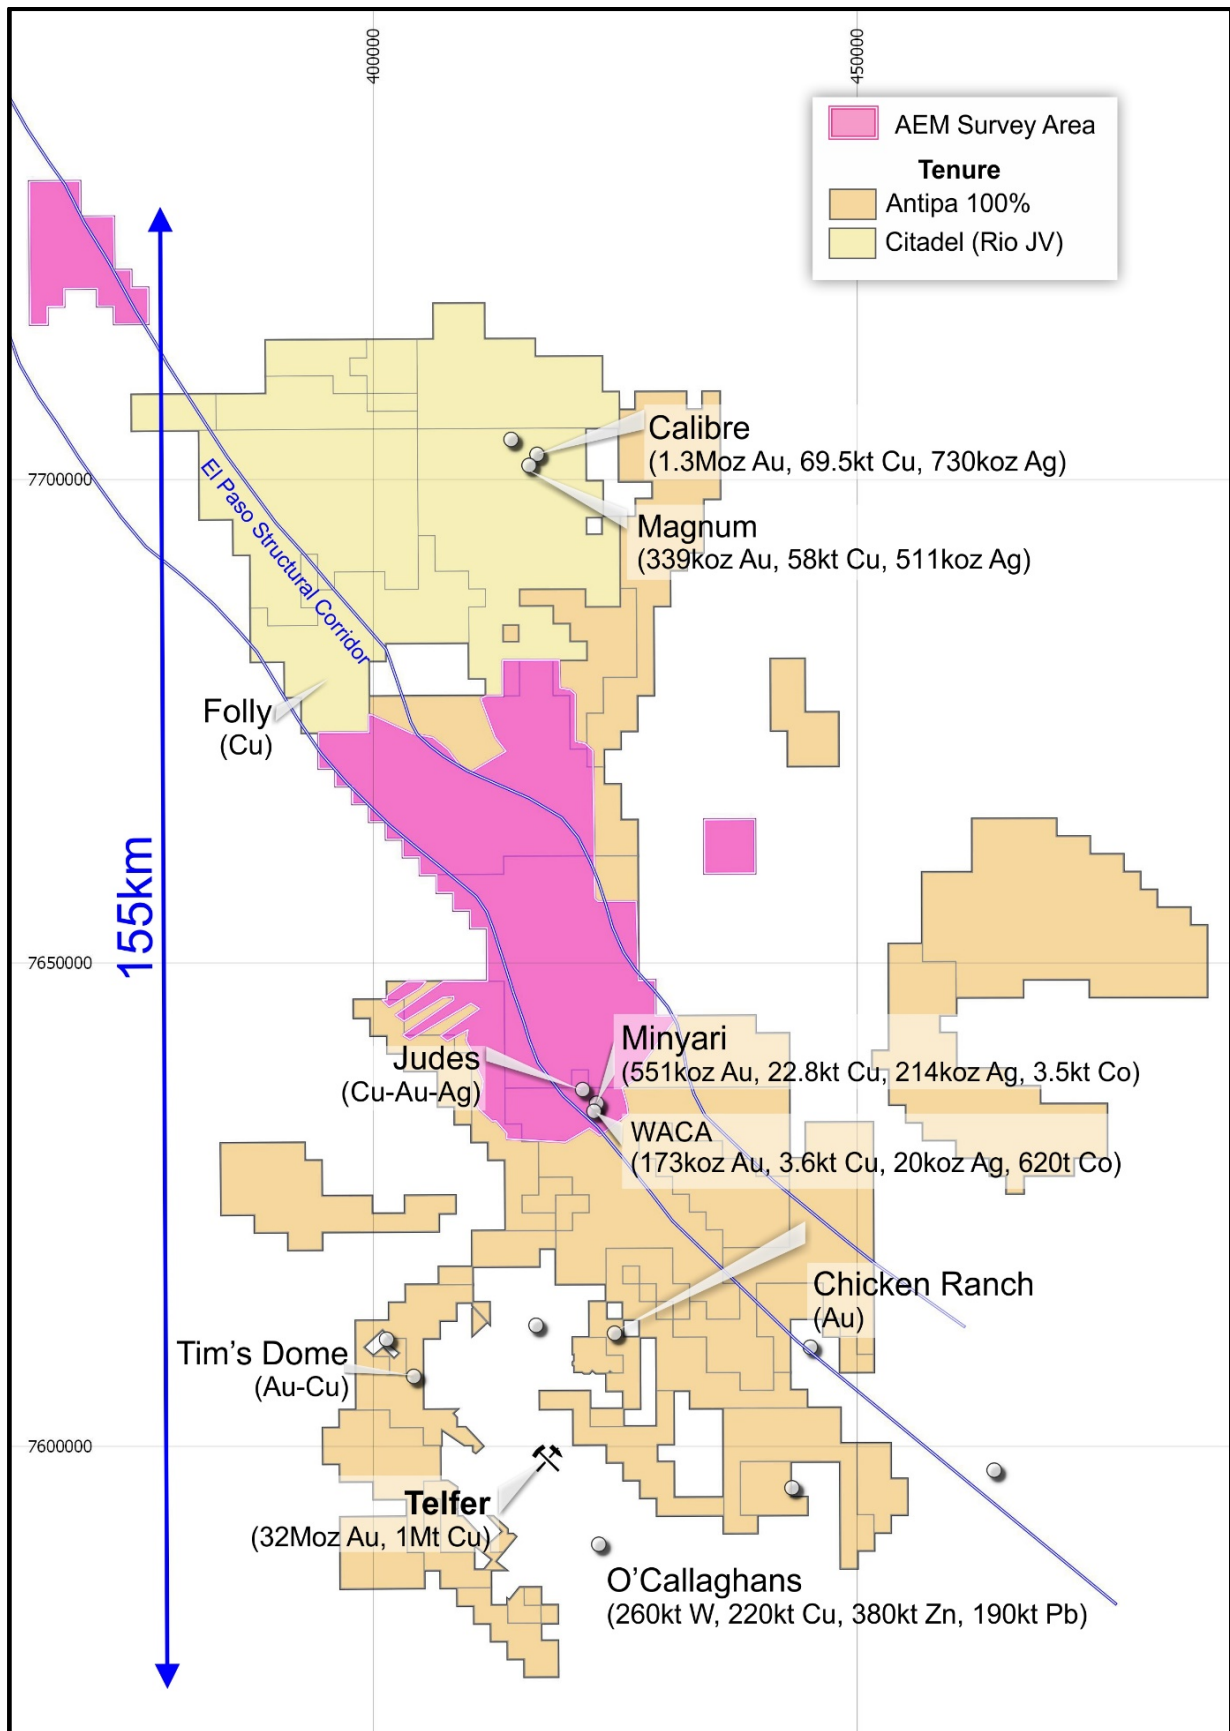 400000
450000
AEM Survey Area
Tenure
Antipa 100%
Citadel (Rio JV)
Calibre
(1.3Moz Au, 69.5kt Cu, 730koz Ag)
7700000
El Paso Structural Corridor
Magnum
(339koz Au, 58kt Cu, 511koz Ag)
Folly
(Cu)
155km
7650000
Minyari
(551koz Au, 22.8kt Cu, 214koz Ag, 3.5kt Co)
Judes
(Cu-Au-Ag)
WACA
(173koz Au, 3.6kt Cu, 20koz Ag, 620t Co)
Chicken Ranch
(Au)
Tim's Dome
(Au-Cu)
7600000
Telfer
(32Moz Au, 1Mt Cu)
O'Callaghans
(260kt W, 220kt Cu, 380kt Zn, 190kt Pb)